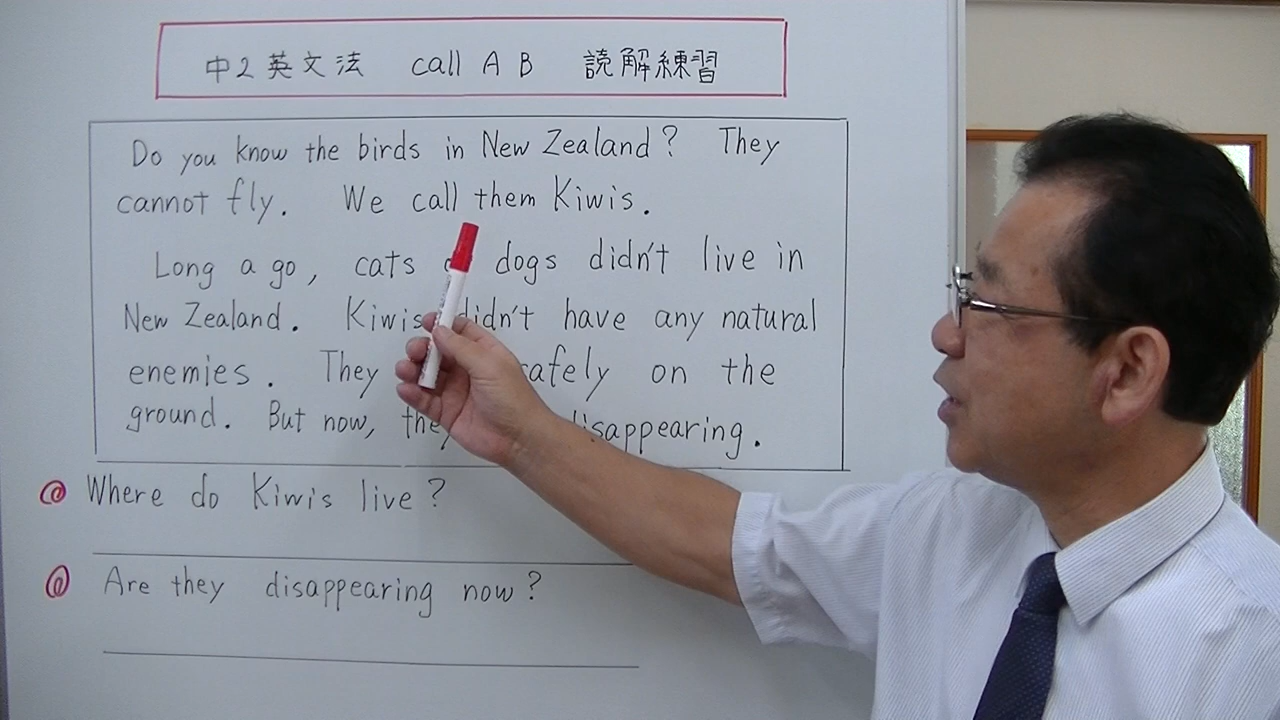 中2英文法 call A B 読解練習
Do you know the birds in New Zealand? They
cannot fly. We call them Kiwis.
Long a go, cats dogs didn't live in
New Zealand. Kiwis didn't have any natural
enemies. They safely on the
ground. But now, they disappearing.
Where do Kiwis live?
Are they disappearing now?